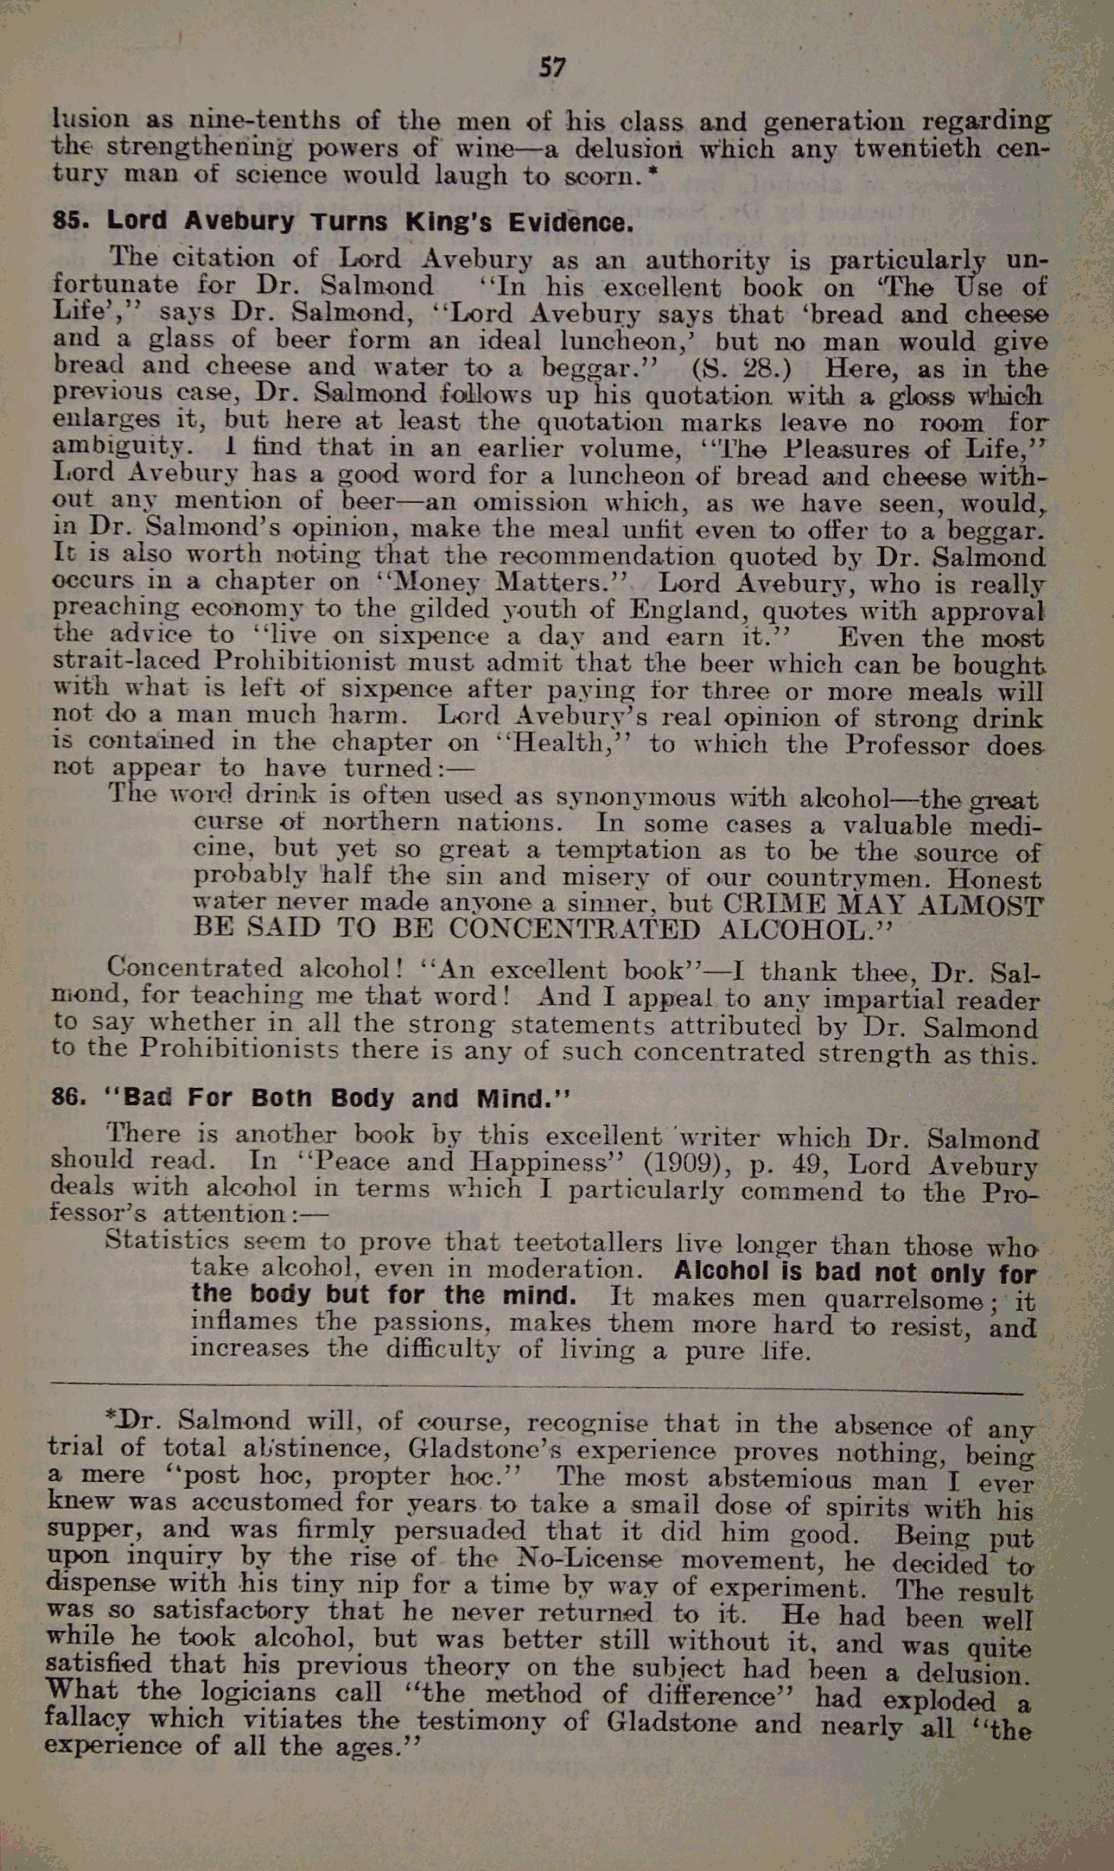 57
lusion as nine-tenths of the men of his class and generation regarding
the strengthening powers of wine—a delusion which any twentieth cen-
tury man of science would laugh to scorn.*
85. Lord Avebury Turns King's Evidence.
The citation of Lord Avebury as an authority is particularly un-
fortunate for Dr. Salmond "In his excellent book on 'The Use of
Life'," says Dr. Salmond, "Lord Avebury says that 'bread and cheese
and a glass of beer form an ideal luncheon,' but no man would give
bread and cheese and water to a beggar." (S. 28.) Here, as in the
previous case, Dr. Salmond follows up his quotation with a gloss which
enlarges it, but here at least the quotation marks leave no room for
ambiguity. I find that in an earlier volume, "The Pleasures of Life,"
Lord Avebury has a good word for a luncheon of bread and cheese with-
out any mention of beer—an omission which, as we have seen, would,
in Dr. Salmond's opinion, make the meal unfit even to offer to a beggar.
It is also worth noting that the recommendation quoted by Dr. Salmond
occurs in a chapter on "Money Matters." Lord Avebury, who is really
preaching economy to the gilded youth of England, quotes with approval
the advice to "live on sixpence a day and earn it." Even the most
strait-laced Prohibitionist must admit that the beer which can be bought
with what is left of sixpence after paying for three or more meals will
not do a man much harm. Lord Avebury's real opinion of strong drink
is contained in the chapter on "Health," to which the Professor does
not appear to have turned:—
The word drink is often used as synonymous with alcohol—the great
curse of northern nations. In some cases a valuable medi-
cine, but yet so great a temptation as to be the source of
probably half the sin and misery of our countrymen. Honest
water never made anyone a sinner, but CRIME MAY ALMOST
BE SAID TO BE CONCENTRATED ALCOHOL."
Concentrated alcohol! "An excellent book"—I thank thee, Dr. Sal-
mond, for teaching me that word! And I appeal to any impartial reader
to say whether in all the strong statements attributed by Dr. Salmond
to the Prohibitionists there is any of such concentrated strength as this.
86. "Bad For Both Body and Mind."
There is another book by this excellent writer which Dr. Salmond
should read. In "Peace and Happiness" (1909), p. 49, Lord Avebury
deals with alcohol in terms which I particularly commend to the Pro-
fessor's attention:—
Statistics seem to prove that teetotallers live longer than those who
take alcohol, even in moderation. Alcohol is bad not only for
the body but for the mind. It makes men quarrelsome; it
inflames the passions, makes them more hard to resist, and
increases the difficulty of living a pure life.
*Dr. Salmond will, of course, recognise that in the absence of any
trial of total abstinence, Gladstone's experience proves nothing, being
a mere "post hoc, propter hoc." The most abstemious man I ever
knew was accustomed for years to take a small dose of spirits with his
supper, and was firmly persuaded that it did him good. Being put
upon inquiry by the rise of the No-License movement, he decided to
dispense with his tiny nip for a time by way of experiment. The result
was so satisfactory that he never returned to it. He had been well
while he took alcohol, but was better still without it, and was quite
satisfied that his previous theory on the subject had been a delusion.
What the logicians call "the method of difference" had exploded a
fallacy which vitiates the testimony of Gladstone and nearly all "the
experience of all the ages."